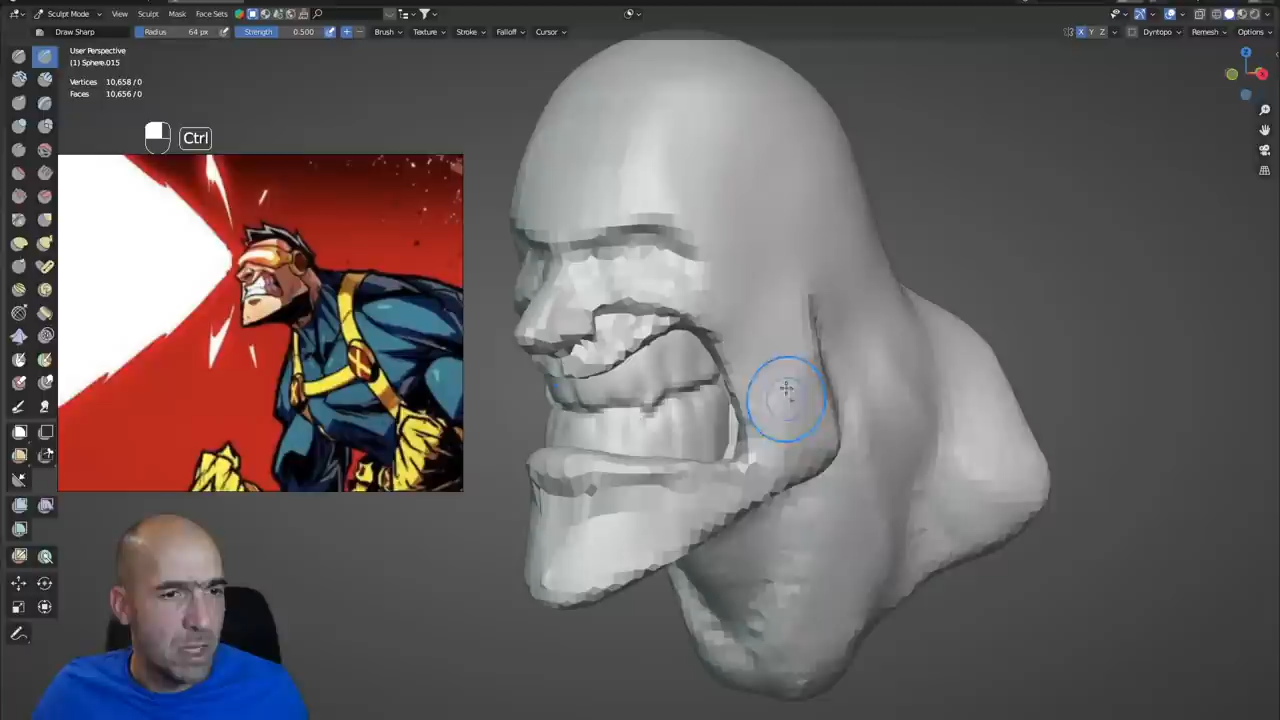 Sculpt Mode View Sculpt Mask Face Sets
Draw Sharp Radius 64 px Strength 0.500 Brush Texture Stroke Falloff Cursor X Y Z Dyntopo Remesh Options
User Perspective
(1) Sphere.015
Vertices 10,658 / 0
Faces 10,656 / 0
Ctrl
Z
X